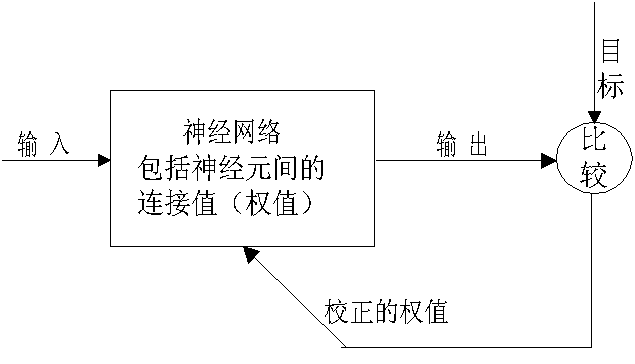 目标
输入
神经网络
包括神经元间的
连接值（权值）
输出
比较
校正的权值